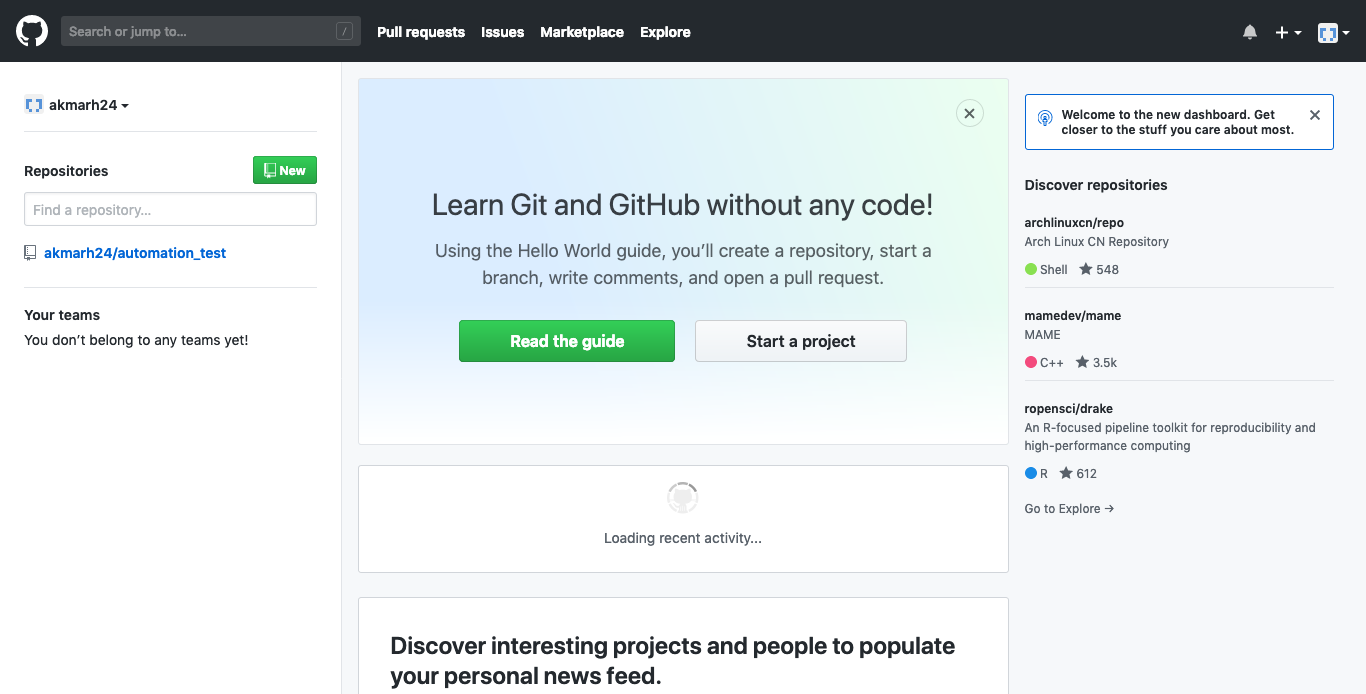 Search or jump to...
/
Pull requests
Issues
Marketplace
Explore
akmarh24
Repositories
New
Find a repository...
akmarh24/automation_test
Your teams
You don’t belong to any teams yet!
Learn Git and GitHub without any code!
Using the Hello World guide, you’ll create a repository, start a
branch, write comments, and open a pull request.
Read the guide
Start a project
Loading recent activity...
Discover interesting projects and people to populate
your personal news feed.
Welcome to the new dashboard. Get
closer to the stuff you care about most.
Discover repositories
archlinuxcn/repo
Arch Linux CN Repository
Shell 548
mamedev/mame
MAME
C++ 3.5k
ropensci/drake
An R-focused pipeline toolkit for reproducibility and
high-performance computing
R 612
Go to Explore →